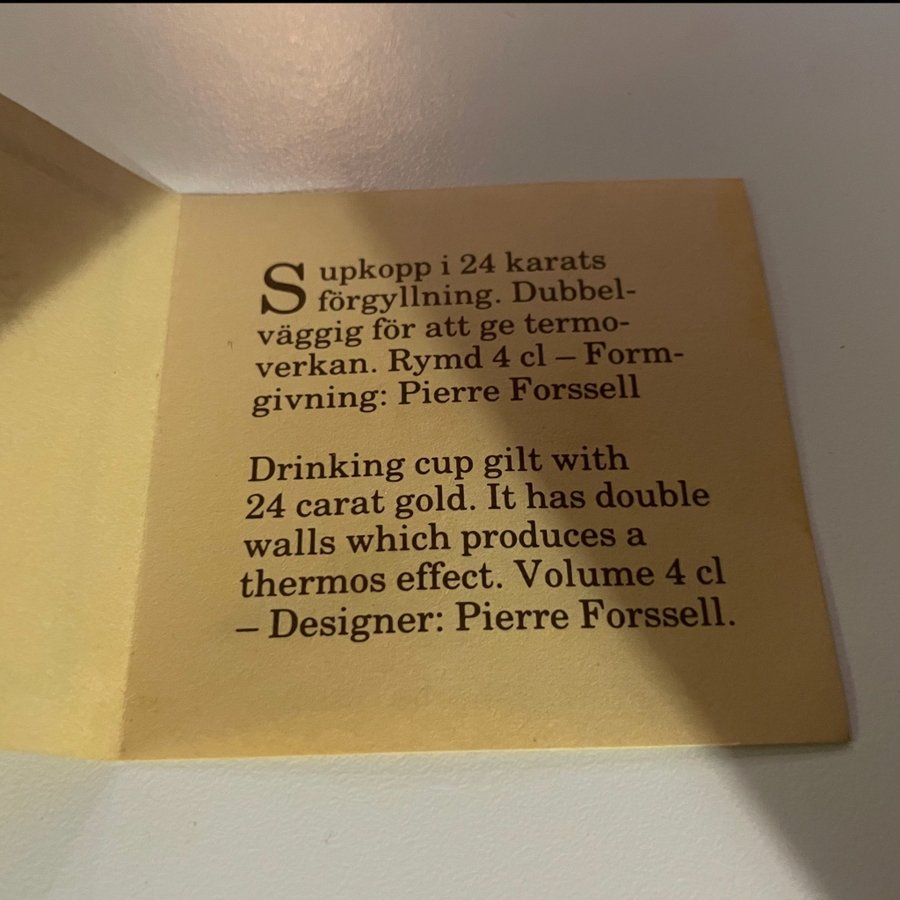 Supkopp i 24 karats
förgyllning. Dubbel-
väggig för att ge termo-
verkan. Rymd 4 cl – Form-
givning: Pierre Forssell
Drinking cup gilt with
24 carat gold. It has double
walls which produces a
thermos effect. Volume 4 cl
– Designer: Pierre Forssell.